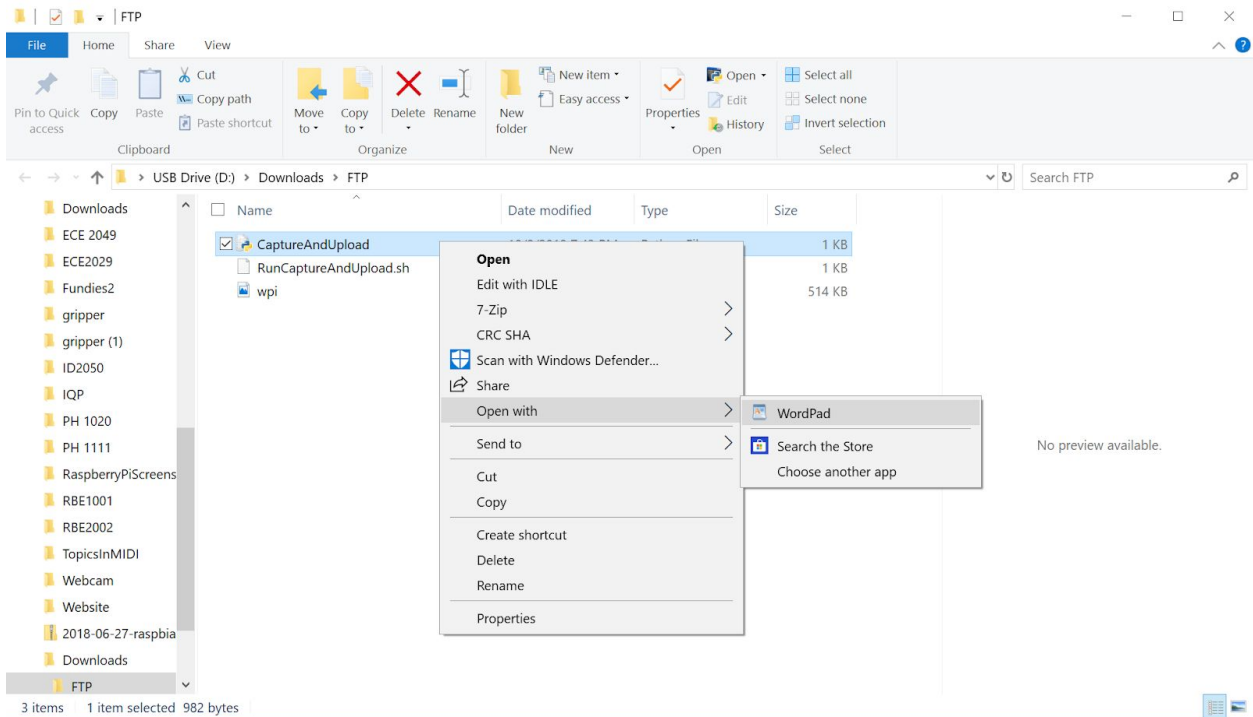 FTP
File Home Share View
Pin to Quick access
Copy
Paste
Cut
Copy path
Paste shortcut
Clipboard
Move to
Copy to
Delete
Rename
Organize
New folder
New item
Easy access
New
Properties
Open
Edit
History
Open
Select all
Select none
Invert selection
Select
USB Drive (D:) > Downloads > FTP
Search FTP
Downloads
ECE 2049
ECE2029
Fundies2
gripper
gripper (1)
ID2050
IQP
PH 1020
PH 1111
RaspberryPiScreens
RBE1001
RBE2002
TopicsInMIDI
Webcam
Website
2018-06-27-raspbia
Downloads
FTP
Name Date modified Type Size
CaptureAndUpload 1 KB
RunCaptureAndUpload.sh 1 KB
wpi 514 KB
Open
Edit with IDLE
7-Zip
CRC SHA
Scan with Windows Defender...
Share
Open with
Send to
Cut
Copy
Create shortcut
Delete
Rename
Properties
WordPad
Search the Store
Choose another app
No preview available.
3 items 1 item selected 982 bytes